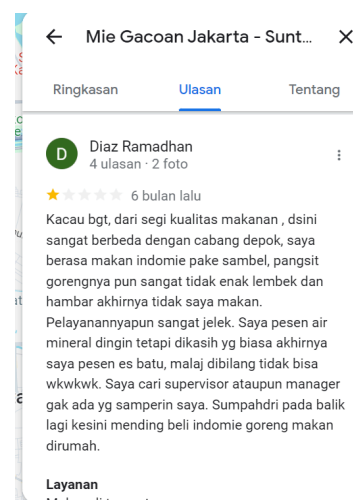 Mie Gacoan Jakarta - Sunt...
Ringkasan Ulasan Tentang
D
Diaz Ramadhan
4 ulasan · 2 foto
6 bulan lalu
Kacau bgt, dari segi kualitas makanan , dsini
sangat berbeda dengan cabang depok, saya
berasa makan indomie pake sambel, pangsit
gorengnya pun sangat tidak enak lembek dan
hambar akhirnya tidak saya makan.
Pelayanannyapun sangat jelek. Saya pesen air
mineral dingin tetapi dikasih yg biasa akhirnya
saya pesen es batu, malaj dibilang tidak bisa
wkwkwk. Saya cari supervisor ataupun manager
gak ada yg samperin saya. Sumpahdri pada balik
lagi kesini mending beli indomie goreng makan
dirumah.
Layanan